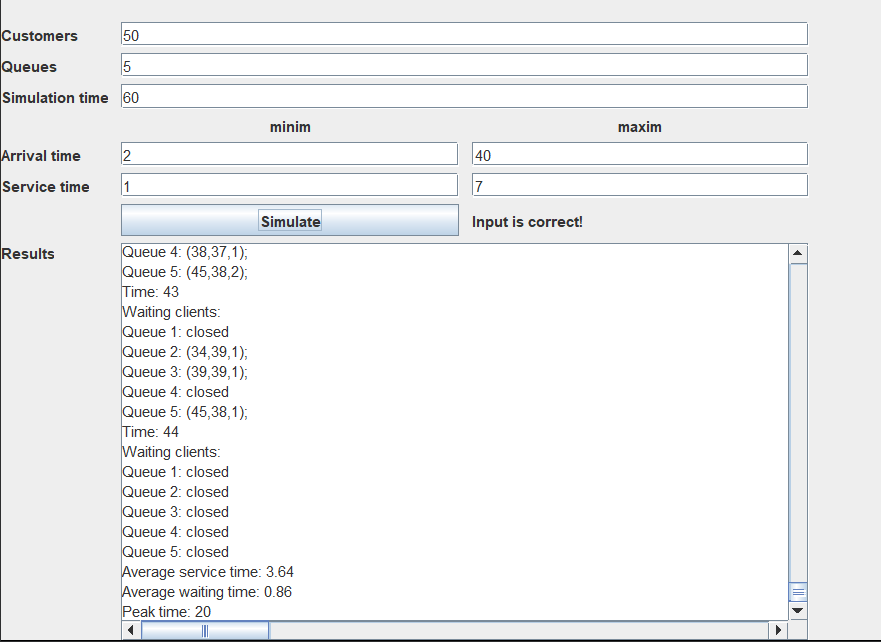 Customers 50
Queues 5
Simulation time 60
minim maxim
Arrival time 2 40
Service time 1 7
Simulate Input is correct!
Results
Queue 4: (38,37,1);
Queue 5: (45,38,2);
Time: 43
Waiting clients:
Queue 1: closed
Queue 2: (34,39,1);
Queue 3: (39,39,1);
Queue 4: closed
Queue 5: (45,38,1);
Time: 44
Waiting clients:
Queue 1: closed
Queue 2: closed
Queue 3: closed
Queue 4: closed
Queue 5: closed
Average service time: 3.64
Average waiting time: 0.86
Peak time: 20